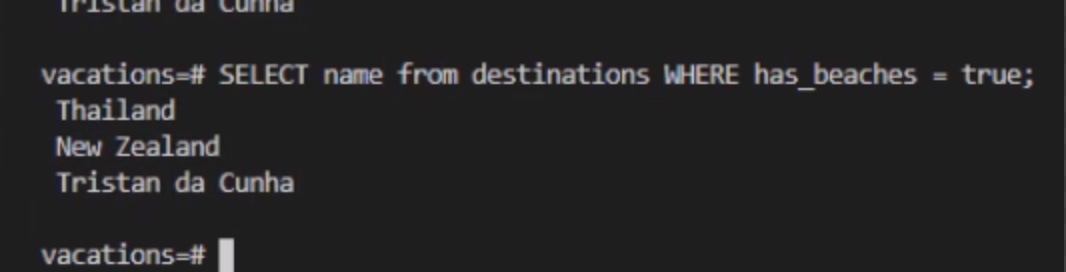 Tristan da Cunha
vacations=# SELECT name from destinations WHERE has_beaches = true;
Thailand
New Zealand
Tristan da Cunha
vacations=#